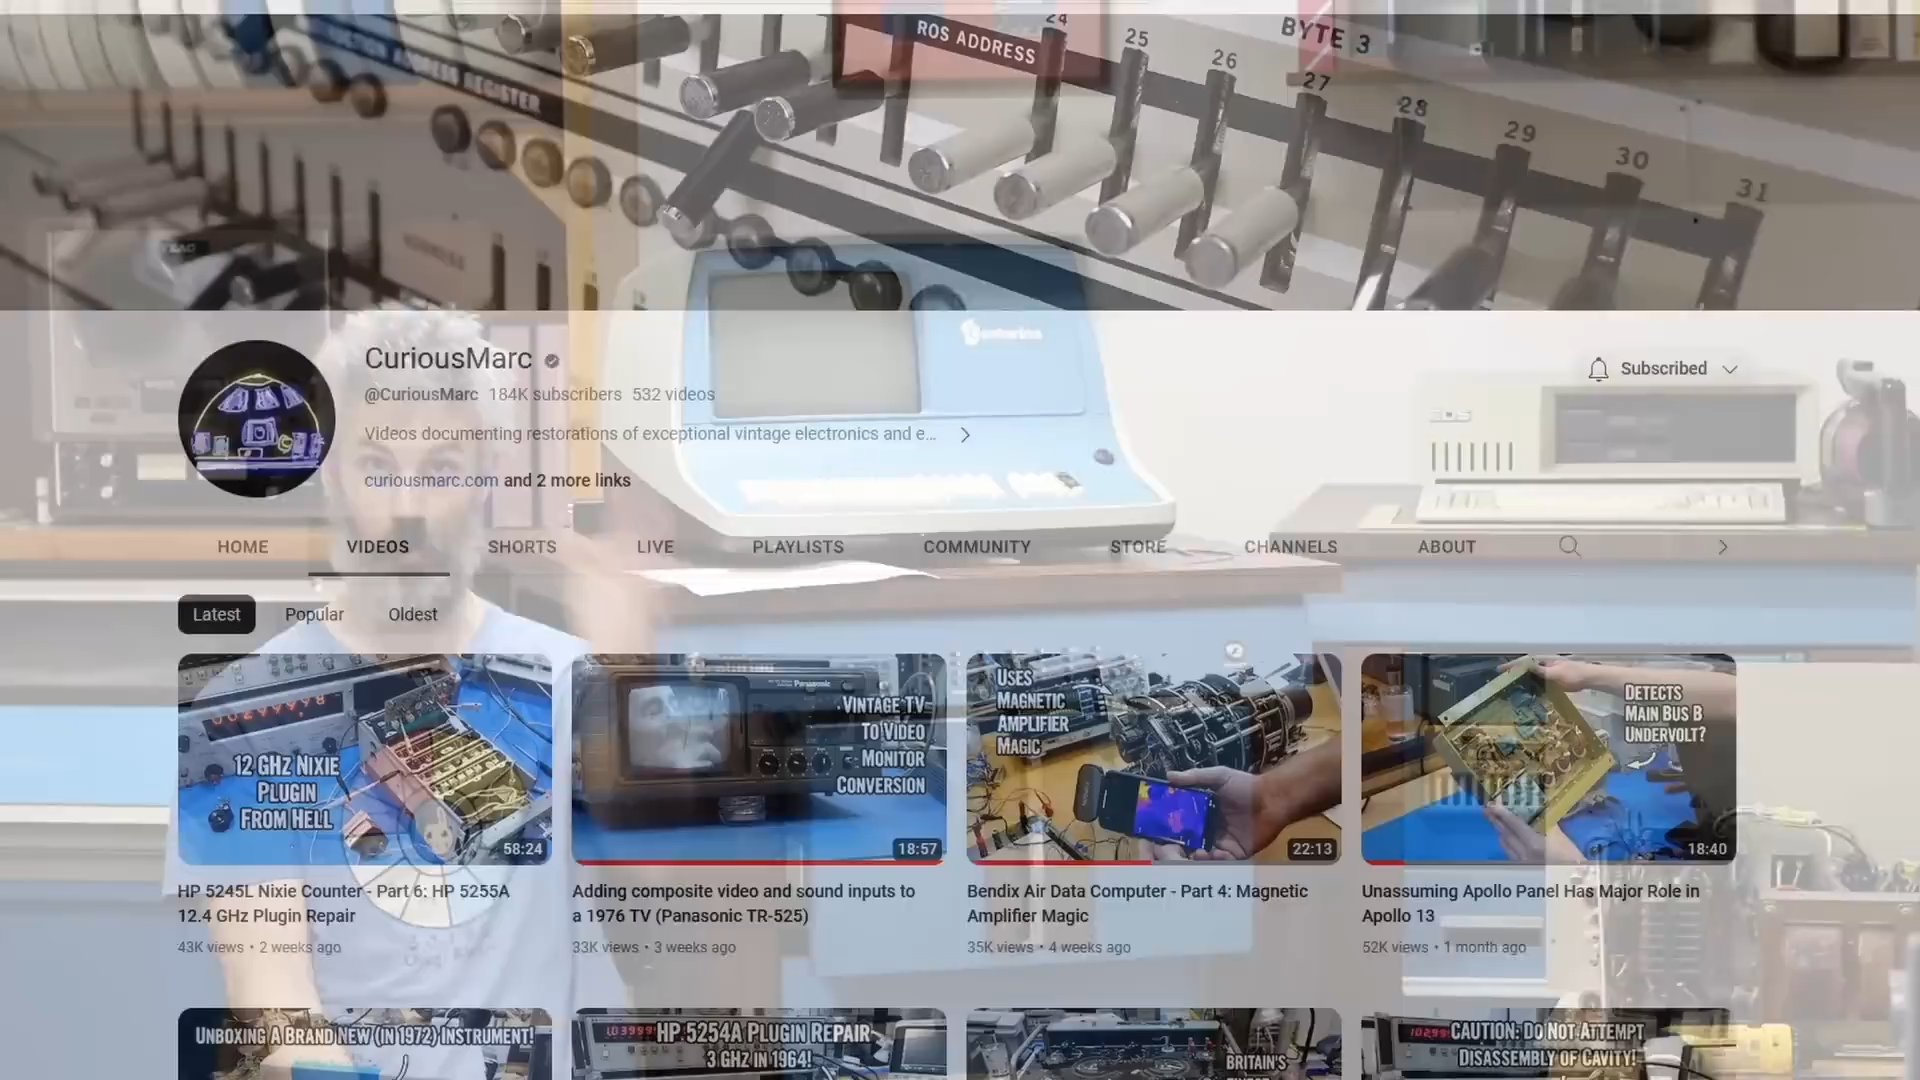 24
ROS ADDRESS
25
BYTE 3
26
27
28
29
30
31
ADDRESS REGISTER
CuriousMarc
@CuriousMarc 184K subscribers 532 videos
Videos documenting restorations of exceptional vintage electronics and e...
curiousmarc.com and 2 more links
Subscribed
HOME VIDEOS SHORTS LIVE PLAYLISTS COMMUNITY STORE CHANNELS ABOUT
Latest Popular Oldest
12 GHZ NIXIE
PLUGIN
FROM HELL
58:24
Panasonic
VINTAGE TV
TO VIDEO
MONITOR
CONVERSION
18:57
USES
MAGNETIC
AMPLIFIER
MAGIC
22:13
DETECTS
MAIN BUS B
UNDERVOLT?
18:40
HP 5245L Nixie Counter - Part 6: HP 5255A
12.4 GHz Plugin Repair
43K views • 2 weeks ago
Adding composite video and sound inputs to
a 1976 TV (Panasonic TR-525)
33K views • 3 weeks ago
Bendix Air Data Computer - Part 4: Magnetic
Amplifier Magic
35K views • 4 weeks ago
Unassuming Apollo Panel Has Major Role in
Apollo 13
52K views • 1 month ago
UNBOXING A BRAND NEW (IN 1972) INSTRUMENT!
HP 5254A PLUGIN REPAIR
3 GHZ IN 1964!
BRITAIN'S
CAUTION: DO NOT ATTEMPT
DISASSEMBLY OF CAVITY!